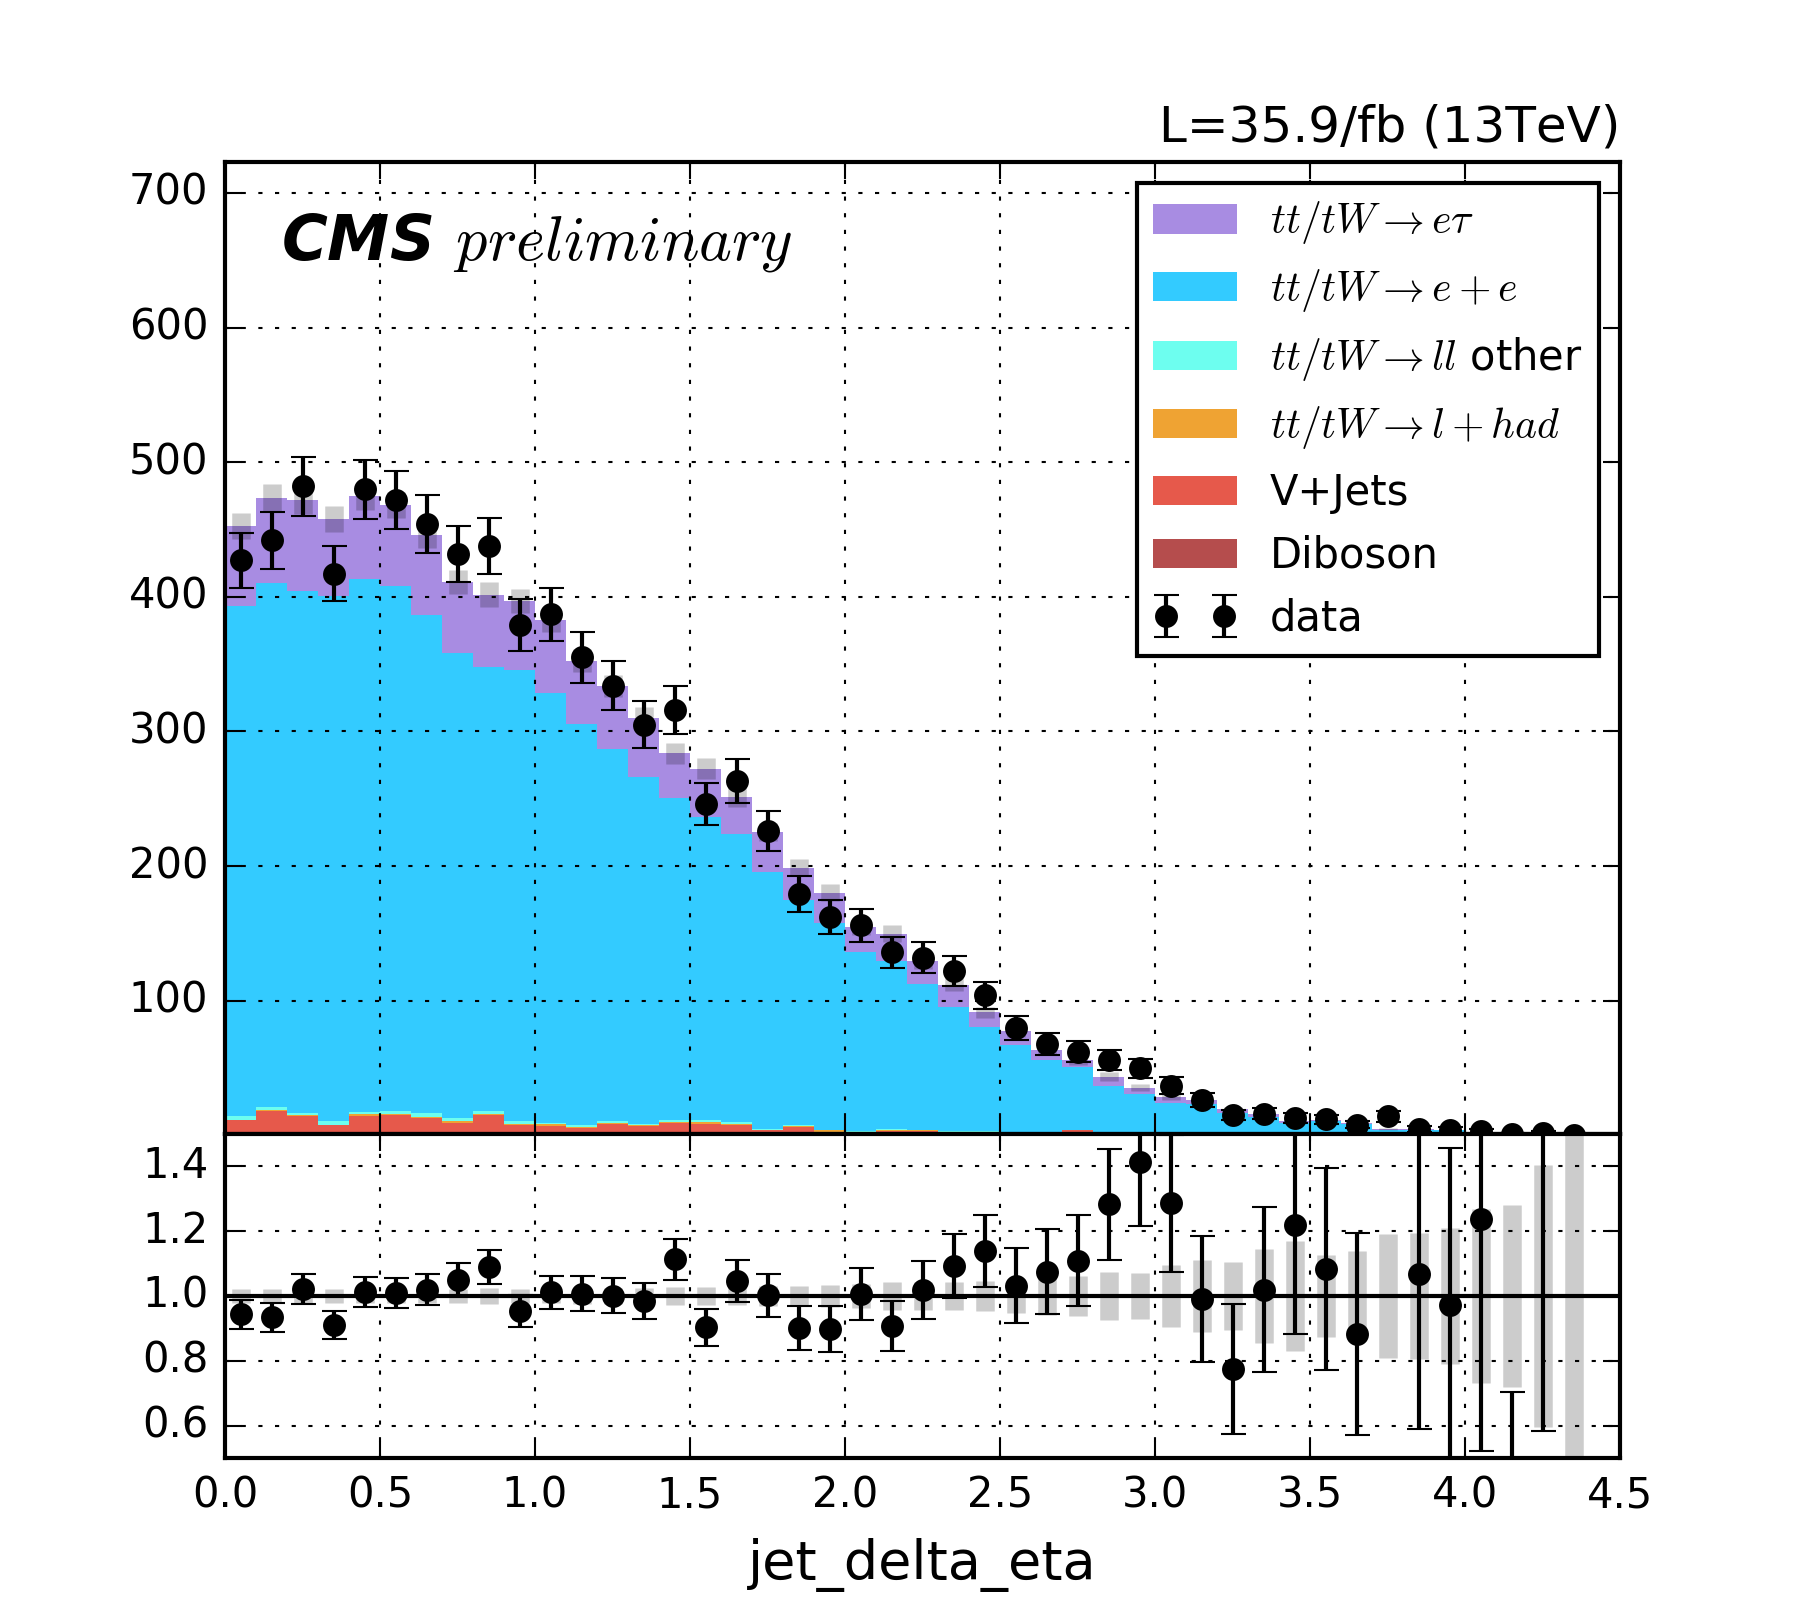 L=35.9/fb (13TeV)
CMS preliminary
700
600
500
400
300
200
100
tt/tW→eτ
tt/tW→e+e
tt/tW→ll other
tt/tW→l+had
V+Jets
Diboson
data
1.4
1.2
1.0
0.8
0.6
0.0 0.5 1.0 1.5 2.0 2.5 3.0 3.5 4.0 4.5
jet_delta_eta